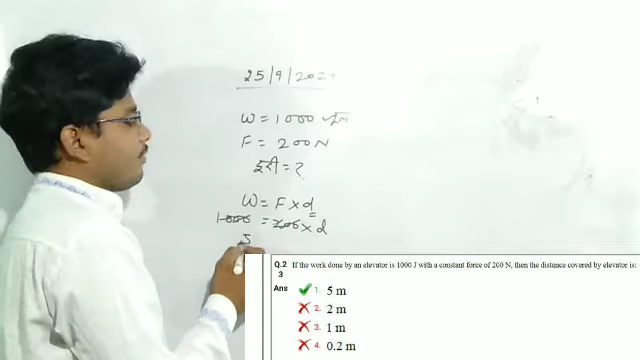 25/9/202
W = 1000 जूल
F = 200 N
दूरी = ?
W = F × d
1000 = 200 × d
5
Q.2 If the work done by an elevator is 1000 J with a constant force of 200 N, then the distance covered by elevator is:
3
Ans 1. 5 m
2. 2 m
3. 1 m
4. 0.2 m